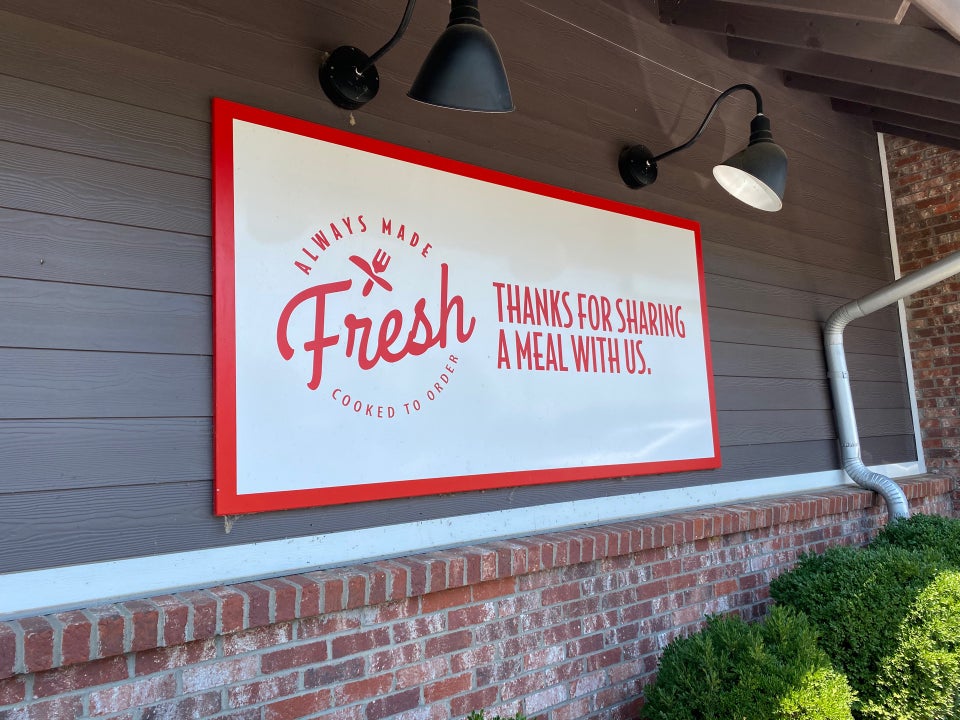 ALWAYS MADE
Fresh
COOKED TO ORDER
THANKS FOR SHARING
A MEAL WITH US.